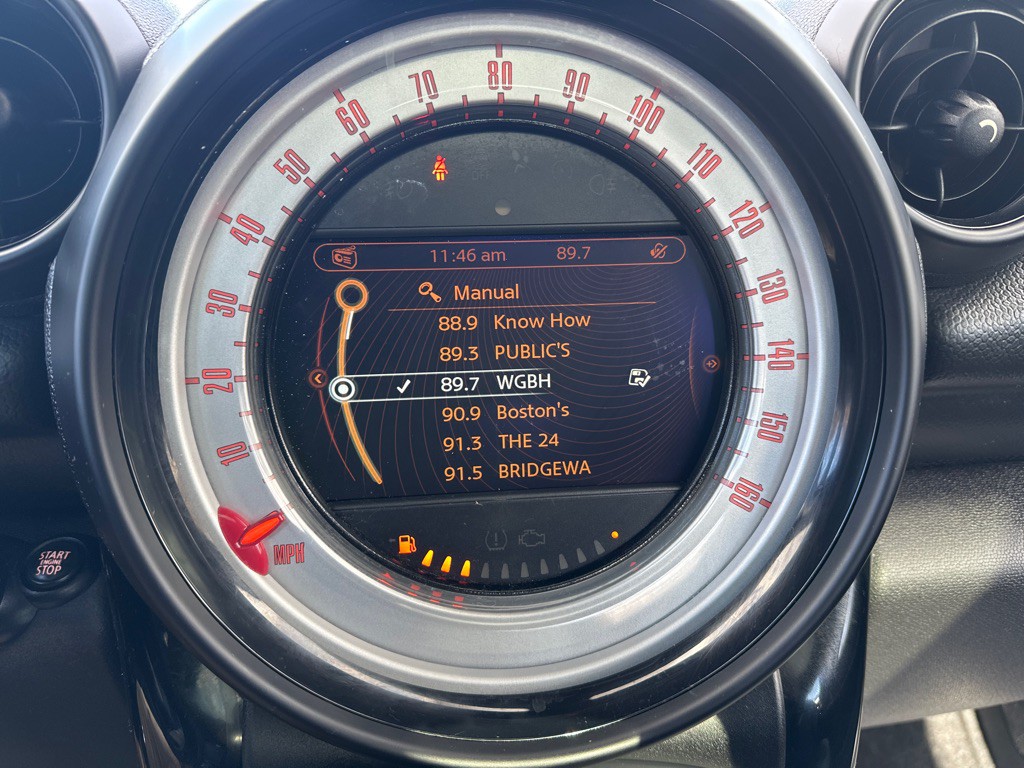 10
20
30
40
50
60
70
80
90
100
110
120
130
140
150
160
MPH
11:46 am 89.7
Manual
88.9 Know How
89.3 PUBLIC'S
89.7 WGBH
90.9 Boston's
91.3 THE 24
91.5 BRIDGEWA
START
ENGINE
STOP